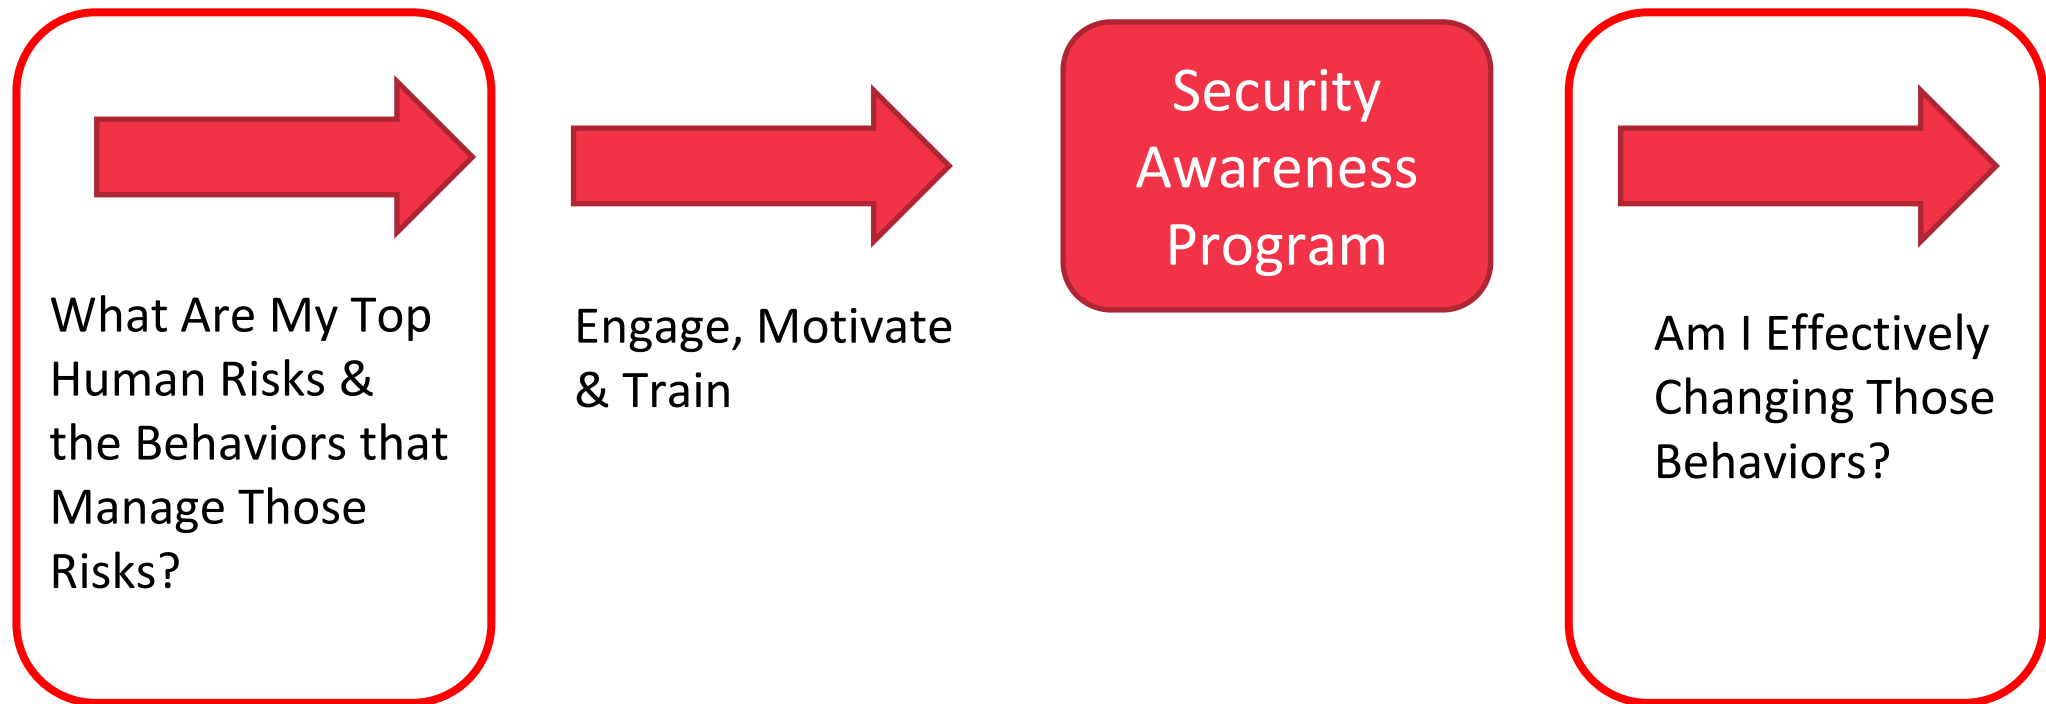 What Are My Top
Human Risks &
the Behaviors that
Manage Those
Risks?
Engage, Motivate
& Train
Security
Awareness
Program
Am I Effectively
Changing Those
Behaviors?